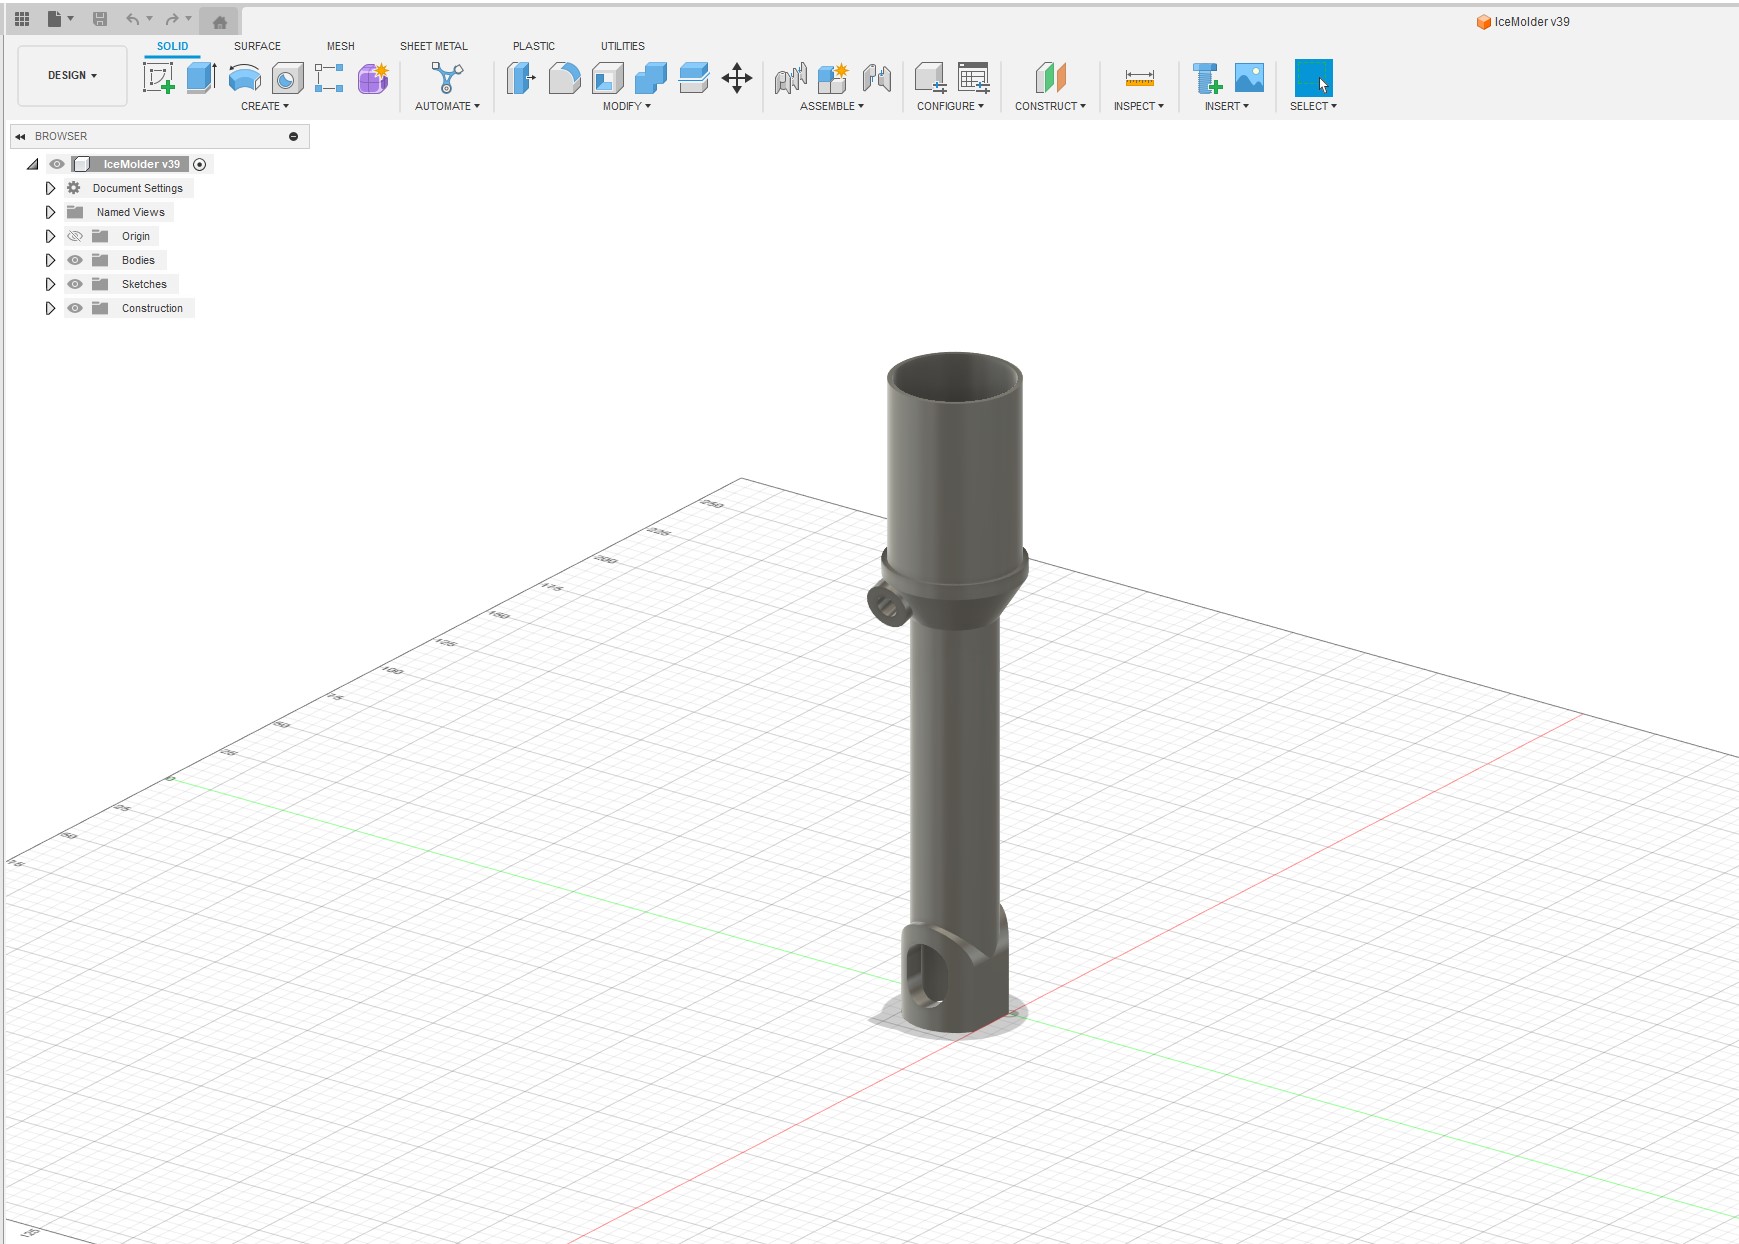 IceMolder v39
SOLID SURFACE MESH SHEET METAL PLASTIC UTILITIES
DESIGN
CREATE AUTOMATE MODIFY ASSEMBLE CONFIGURE CONSTRUCT INSPECT INSERT SELECT
BROWSER
IceMolder v39
Document Settings
Named Views
Origin
Bodies
Sketches
Construction
250
225
200
175
150
125
100
75
50
25
0
25
50
75